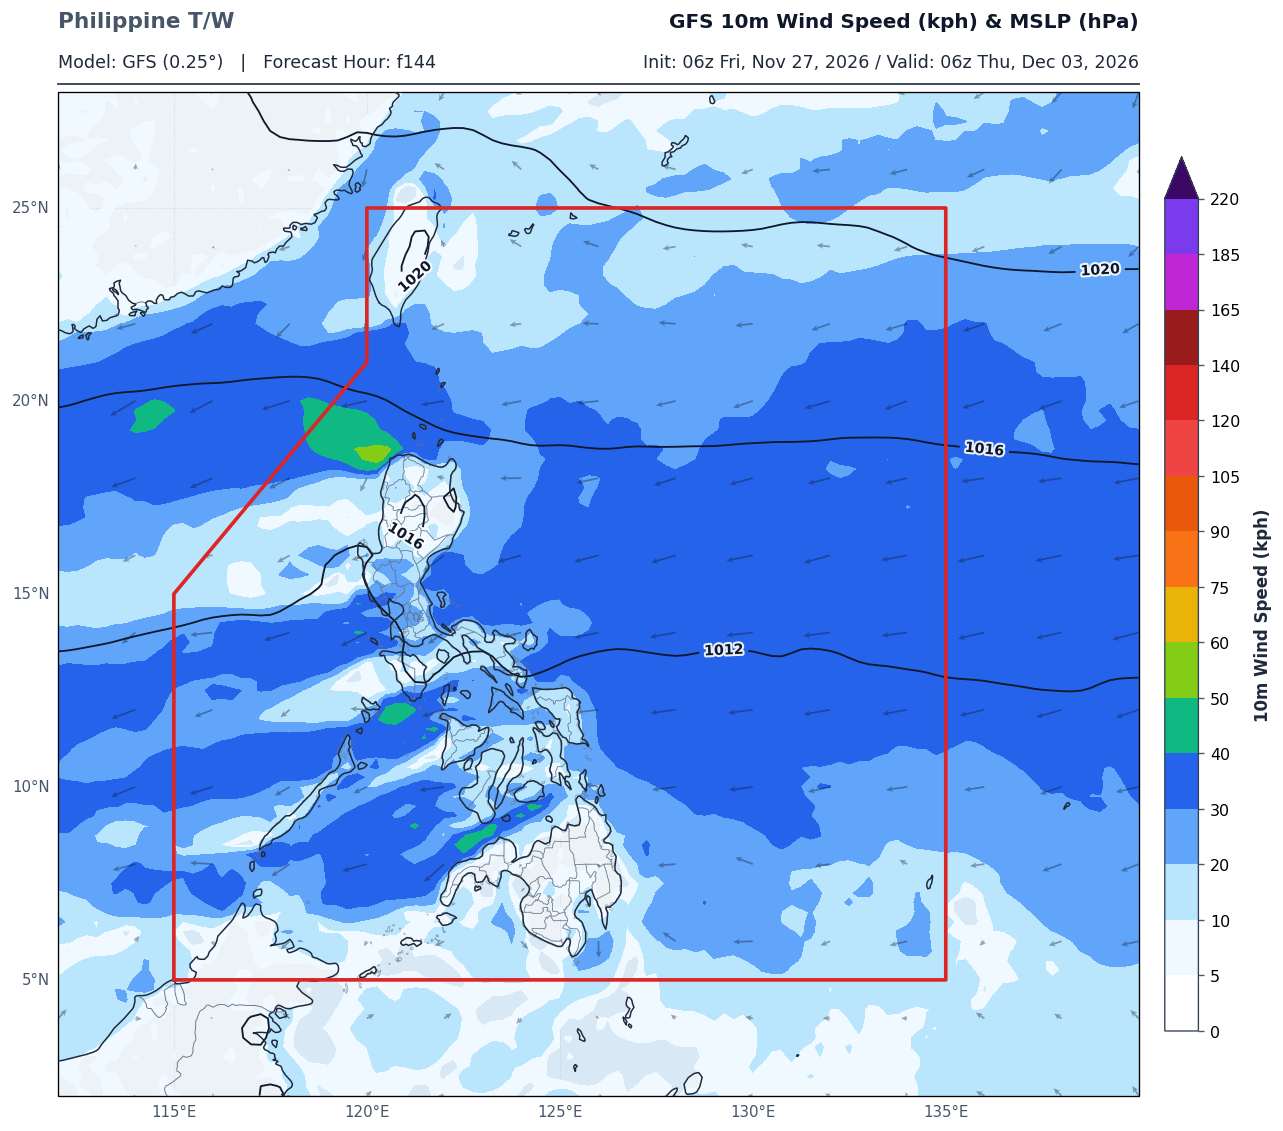 Philippine T/W
GFS 10m Wind Speed (kph) & MSLP (hPa)
Model: GFS (0.25°) | Forecast Hour: f144
Init: 06z Fri, Nov 27, 2026 / Valid: 06z Thu, Dec 03, 2026
25°N
20°N
15°N
10°N
5°N
115°E
120°E
125°E
130°E
135°E
1020
1020
1016
1016
1012
220
185
165
140
120
105
90
75
60
50
40
30
20
10
5
0
10m Wind Speed (kph)